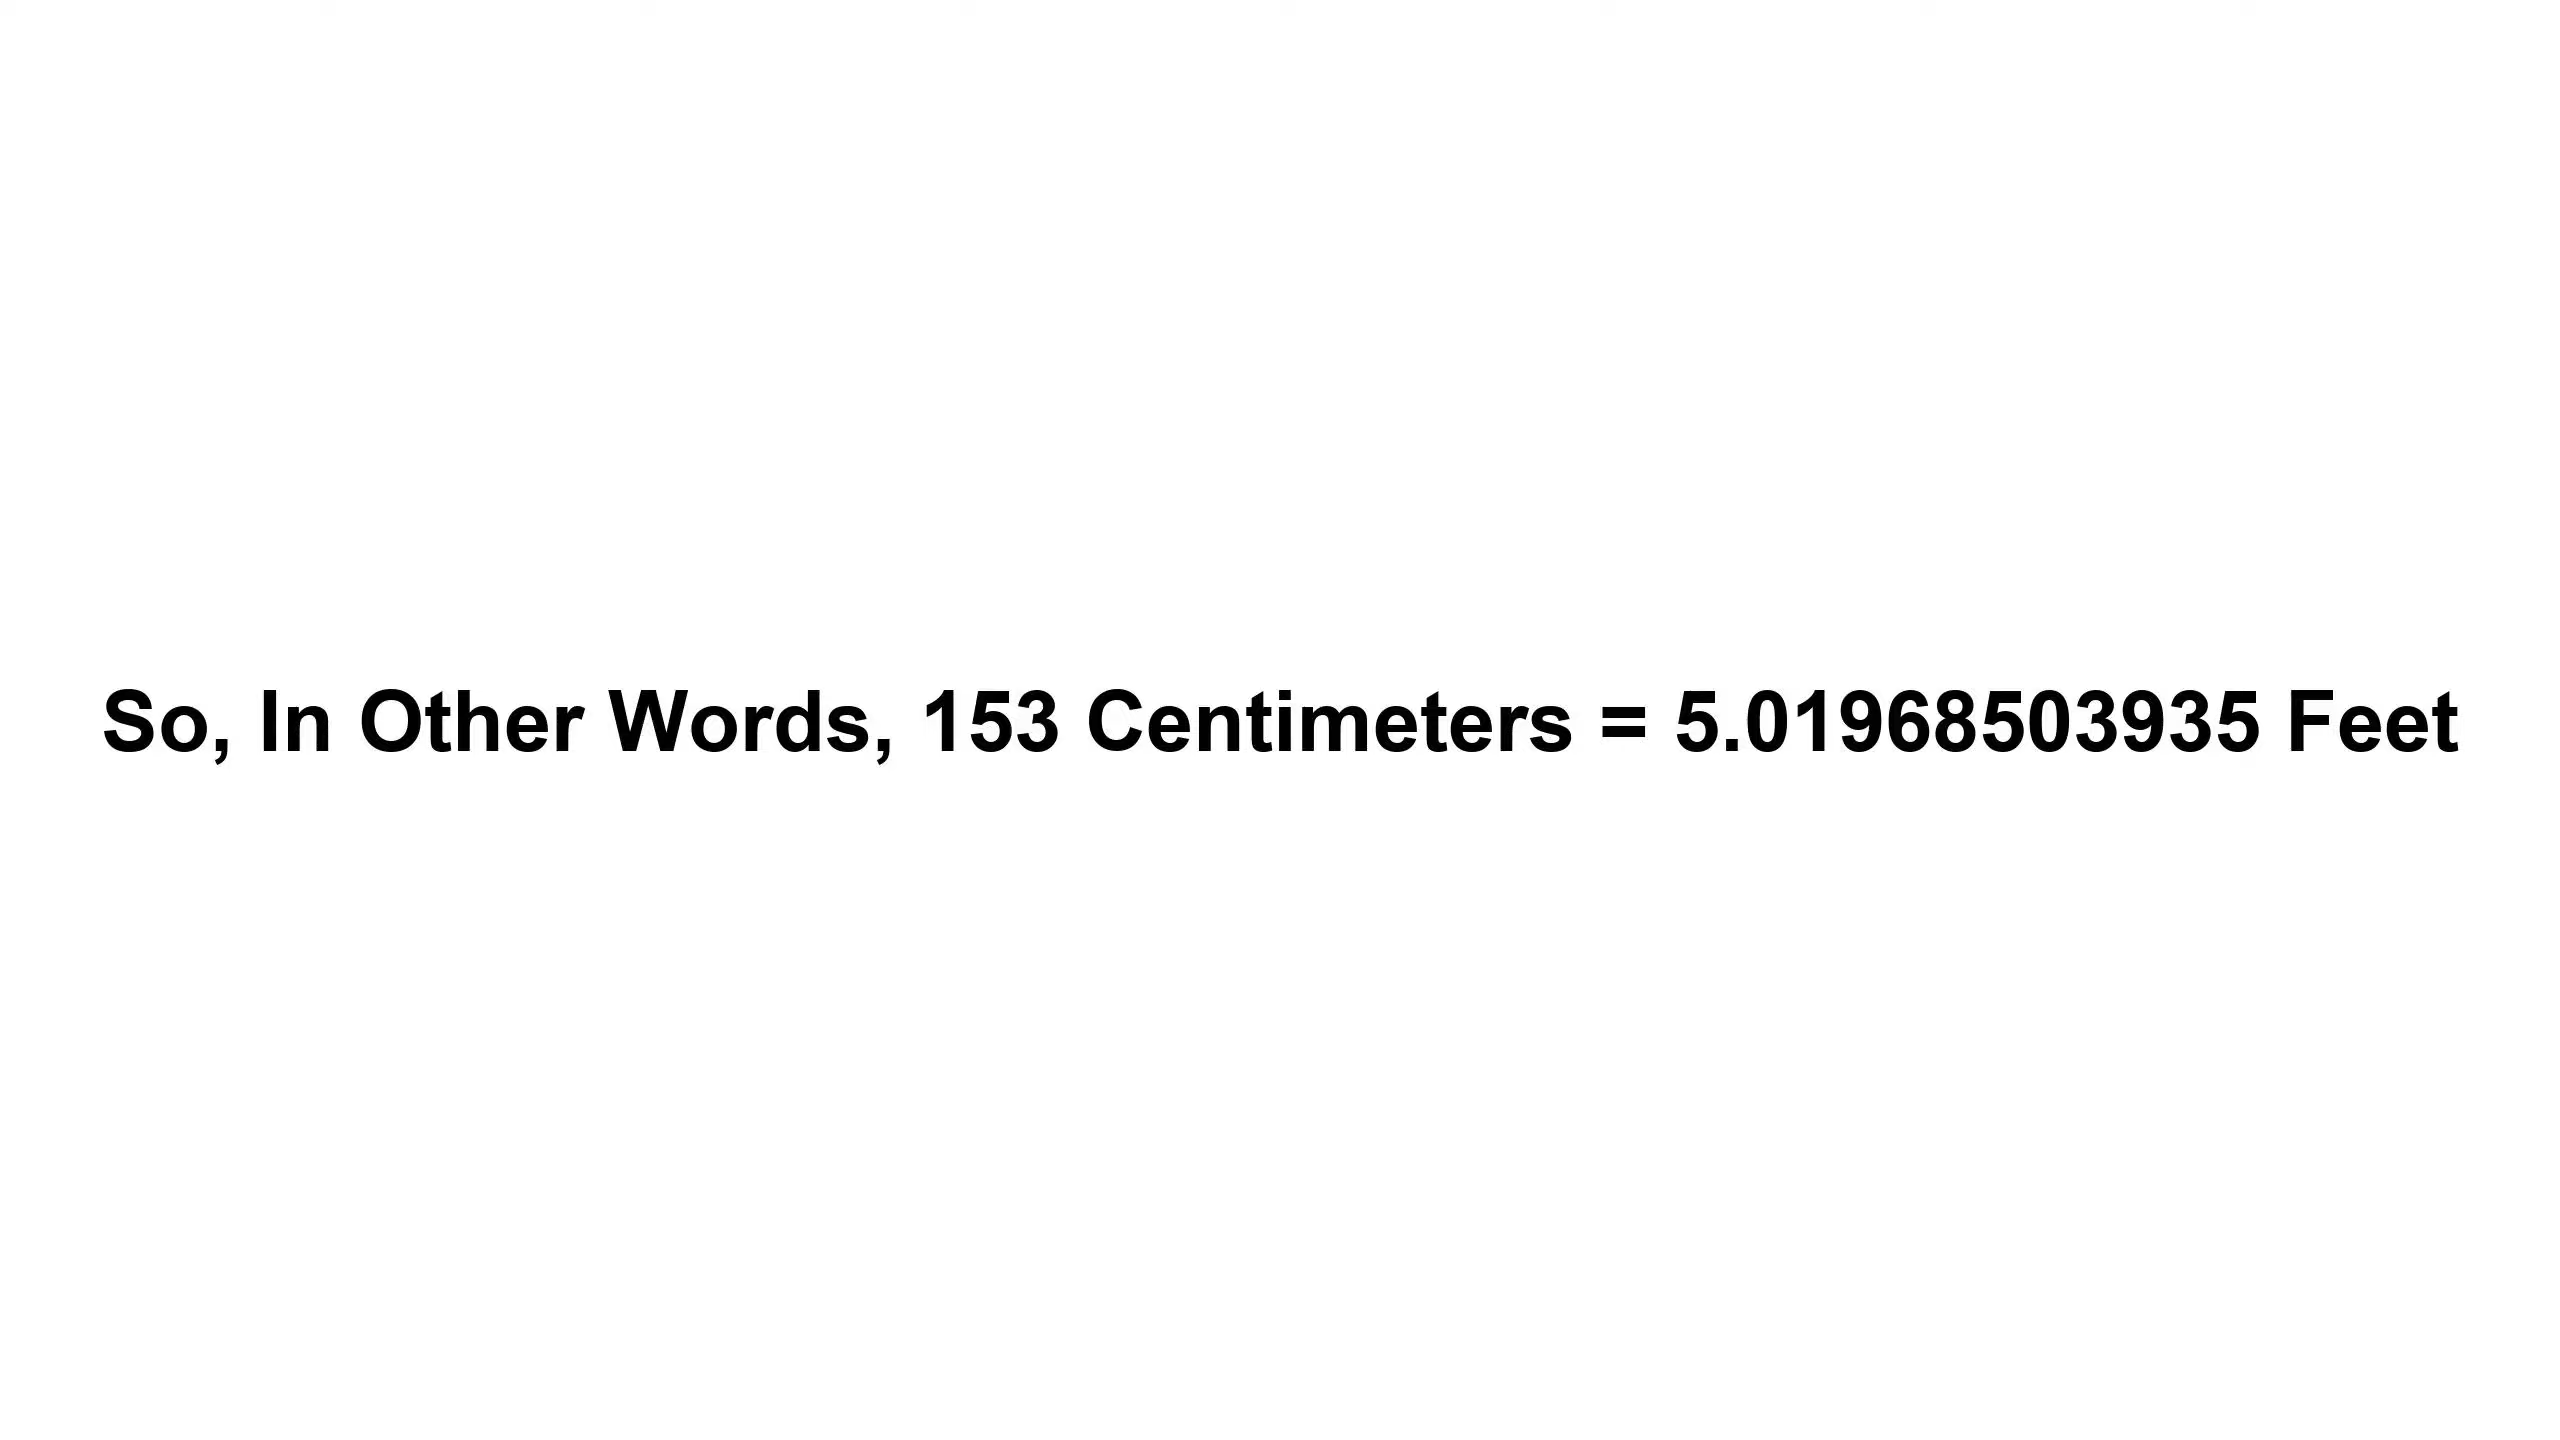 So, In Other Words, 153 Centimeters = 5.01968503935 Feet